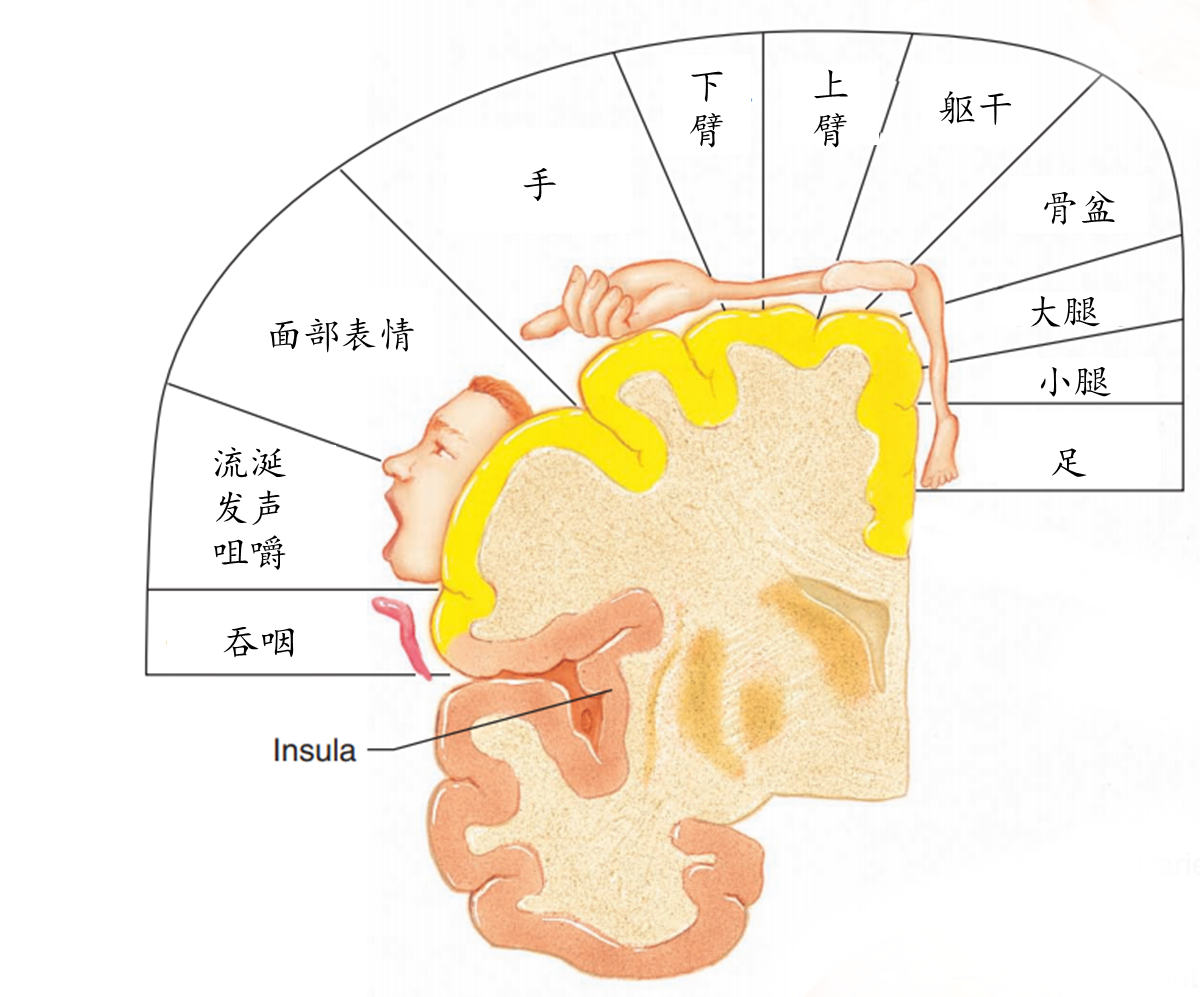 下
臂
上
臂
躯干
手
骨盆
大腿
面部表情
小腿
流涎
发声
咀嚼
足
吞咽
Insula